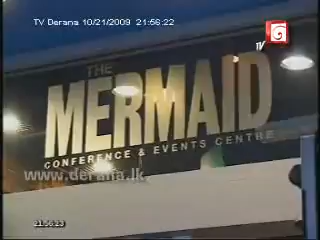 TV Derana 10/21/2009 21:56:22
TV
THE
MERMAID
CONFERENCE & EVENTS CENTRE
www.derana.lk
21:56:23